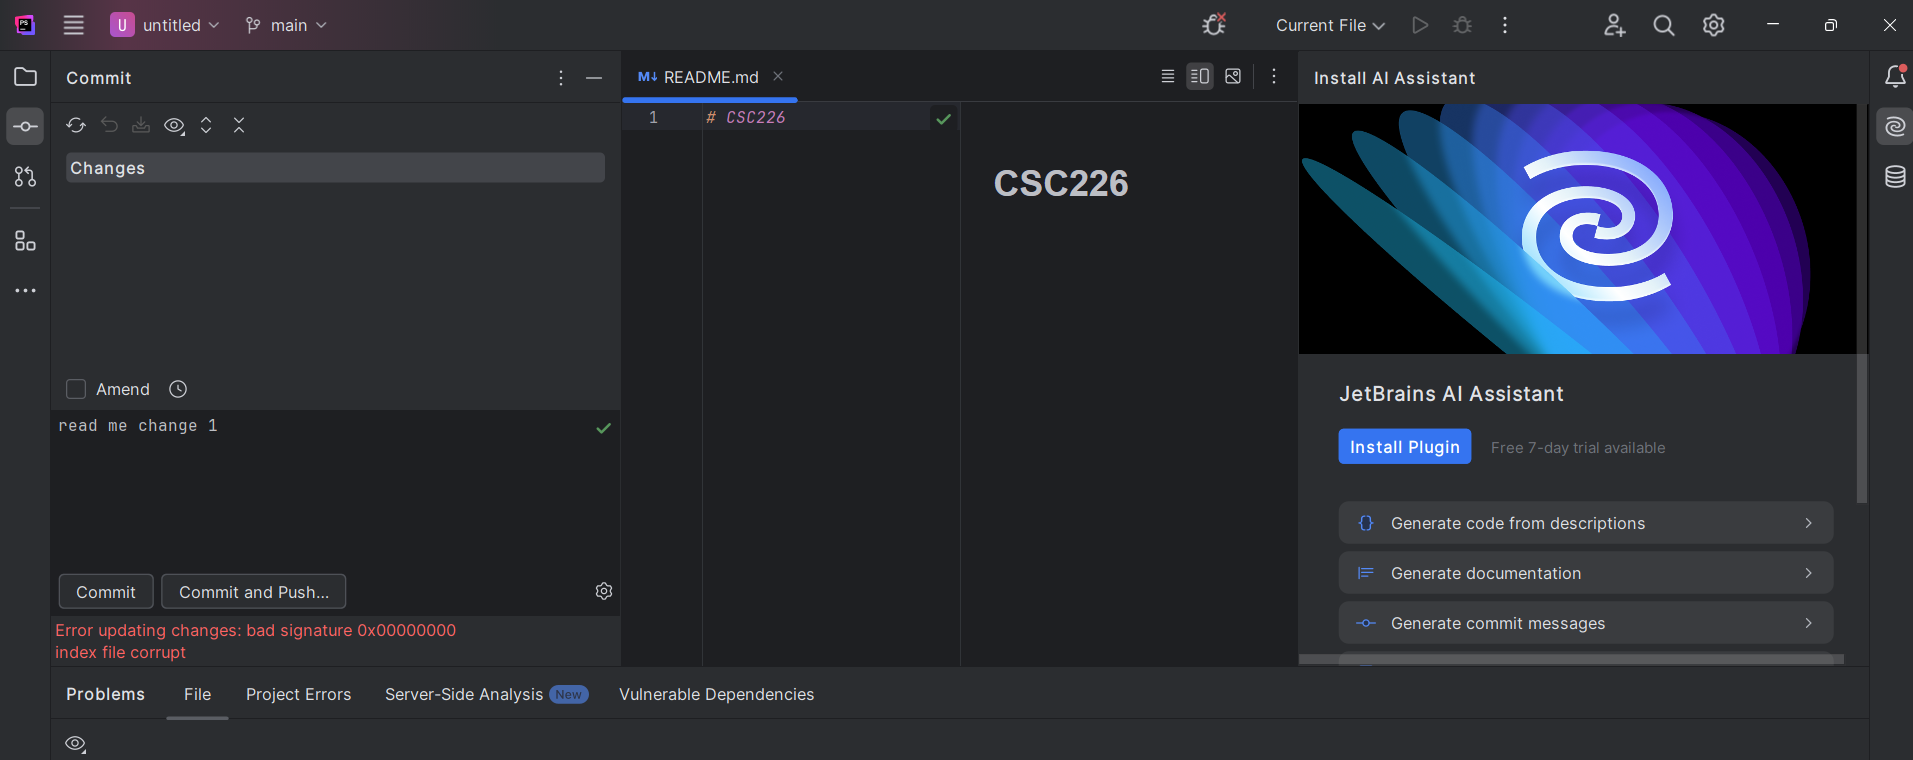 PS
U untitled main Current File
Commit
README.md
Install AI Assistant
1 # CSC226
Changes
CSC226
Amend
JetBrains AI Assistant
read me change 1
Install Plugin Free 7-day trial available
Generate code from descriptions
Generate documentation
Commit Commit and Push...
Generate commit messages
Error updating changes: bad signature 0x00000000
index file corrupt
Problems File Project Errors Server-Side Analysis New Vulnerable Dependencies